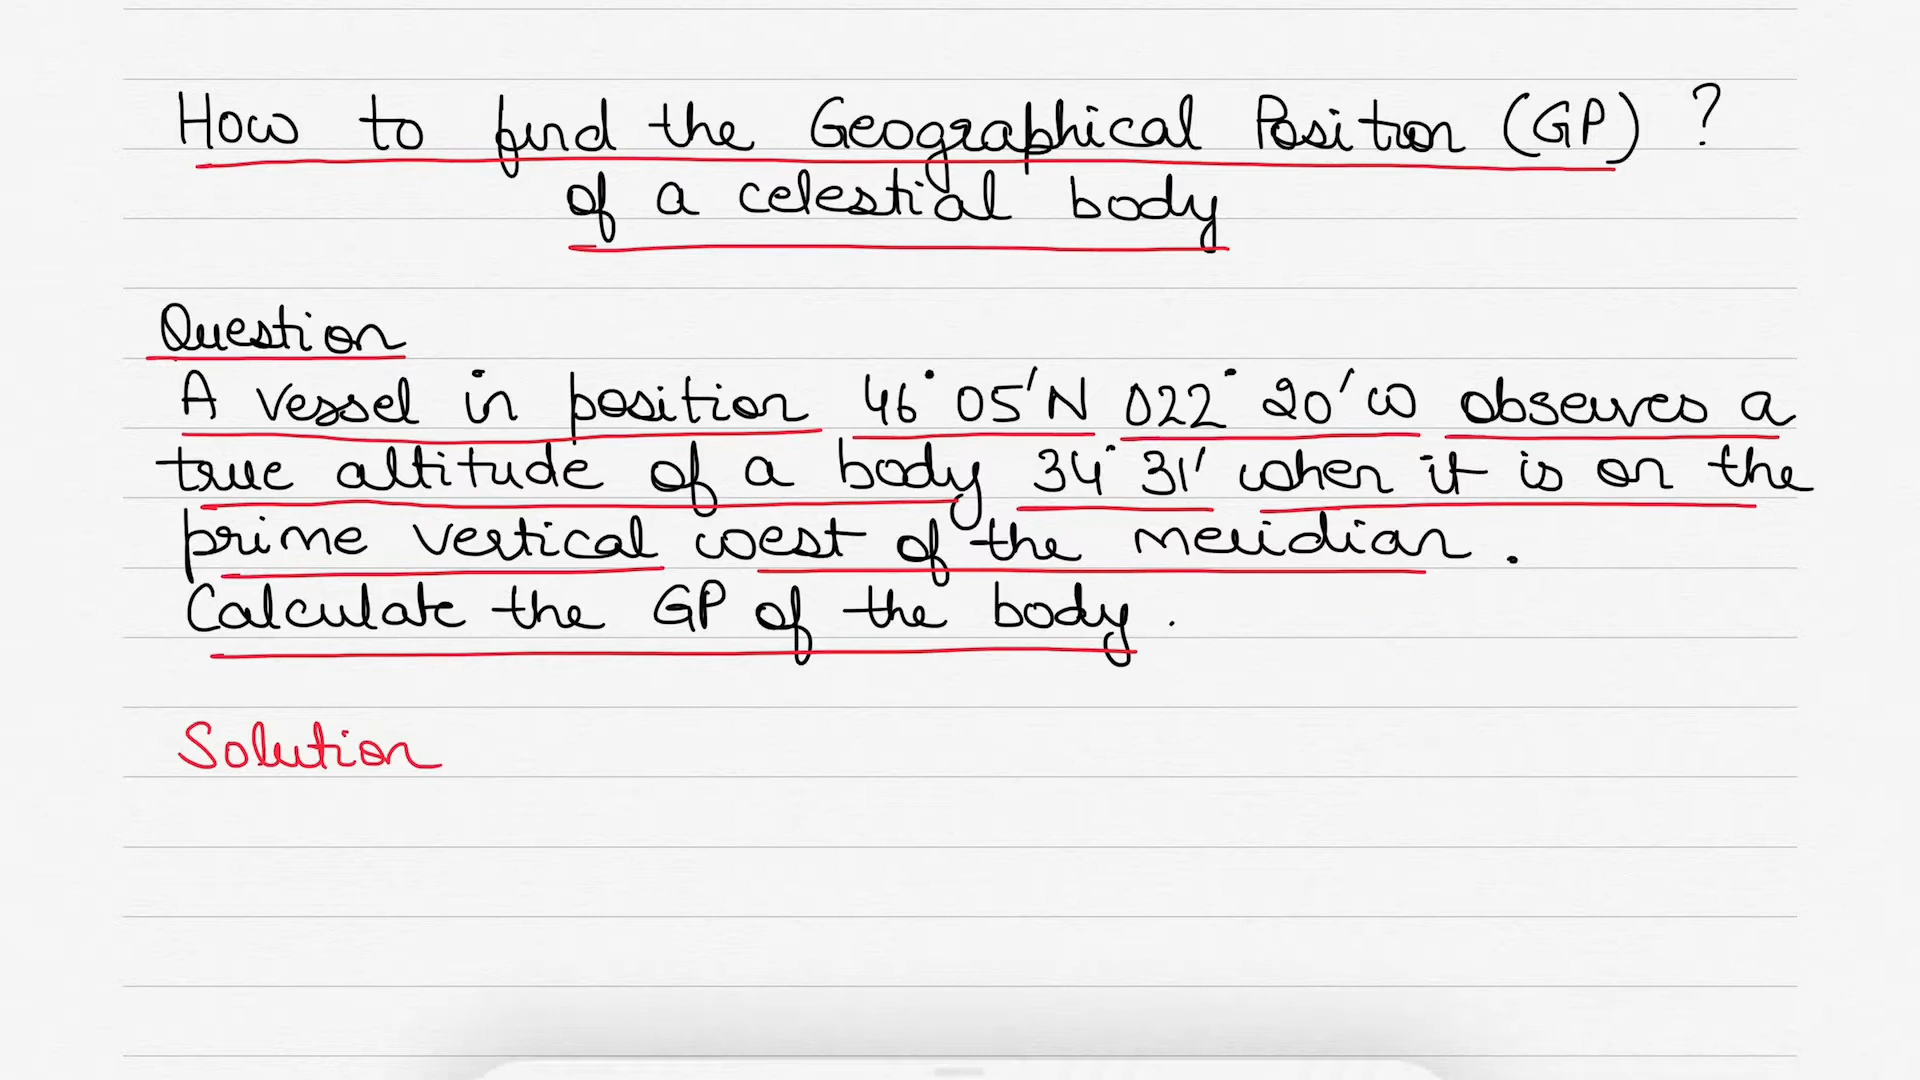 How to find the Geographical Position (GP) ?
of a celestial body
Question
A vessel in position 46° 05' N 022° 20' W observes a
true altitude of a body 34° 31' when it is on the
prime vertical west of the meridian.
Calculate the GP of the body.
Solution